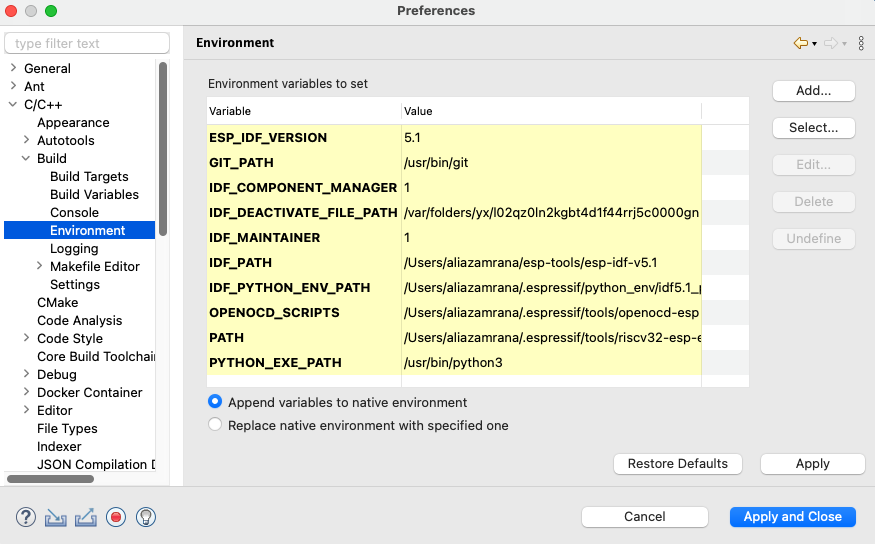 Preferences
type filter text
General
Ant
C/C++
Appearance
Autotools
Build
Build Targets
Build Variables
Console
Environment
Logging
Makefile Editor
Settings
CMake
Code Analysis
Code Style
Core Build Toolchai
Debug
Docker Container
Editor
File Types
Indexer
JSON Compilation D
Environment
Environment variables to set
Variable Value
ESP_IDF_VERSION 5.1
GIT_PATH /usr/bin/git
IDF_COMPONENT_MANAGER 1
IDF_DEACTIVATE_FILE_PATH /var/folders/yx/l02qz0ln2kgbt4d1f44rrj5c0000gn
IDF_MAINTAINER 1
IDF_PATH /Users/aliazamrana/esp-tools/esp-idf-v5.1
IDF_PYTHON_ENV_PATH /Users/aliazamrana/.espressif/python_env/idf5.1_p
OPENOCD_SCRIPTS /Users/aliazamrana/.espressif/tools/openocd-esp
PATH /Users/aliazamrana/.espressif/tools/riscv32-esp-e
PYTHON_EXE_PATH /usr/bin/python3
Add...
Select...
Edit...
Delete
Undefine
Append variables to native environment
Replace native environment with specified one
Restore Defaults Apply
Cancel Apply and Close